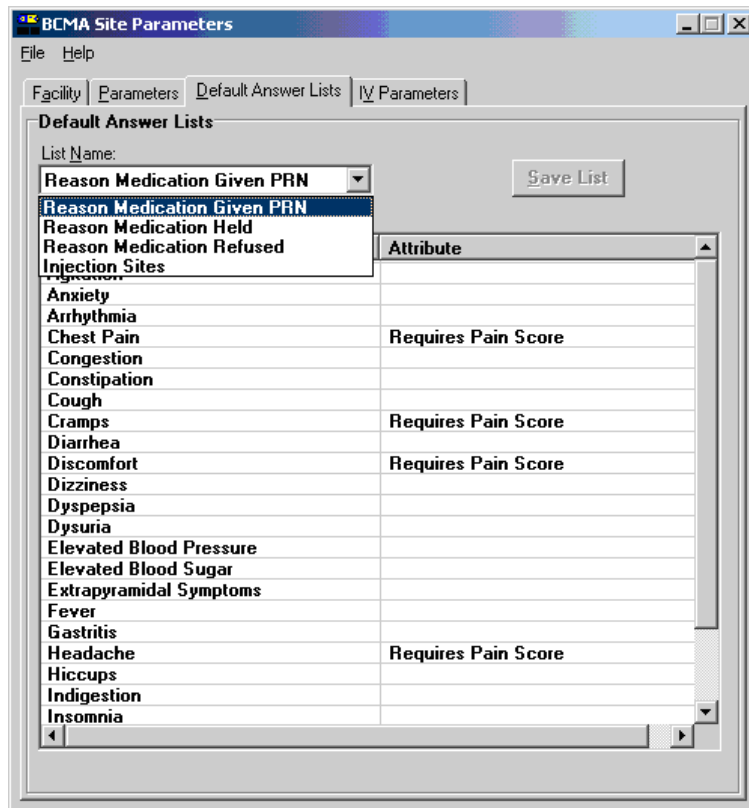 BCMA Site Parameters
File Help
Facility Parameters Default Answer Lists IV Parameters
Default Answer Lists
List Name:
Reason Medication Given PRN
Save List
Reason Medication Given PRN
Reason Medication Held
Reason Medication Refused
Injection Sites
Attribute
Anxiety
Arrhythmia
Chest Pain Requires Pain Score
Congestion
Constipation
Cough
Cramps Requires Pain Score
Diarrhea
Discomfort Requires Pain Score
Dizziness
Dyspepsia
Dysuria
Elevated Blood Pressure
Elevated Blood Sugar
Extrapyramidal Symptoms
Fever
Gastritis
Headache Requires Pain Score
Hiccups
Indigestion
Insomnia